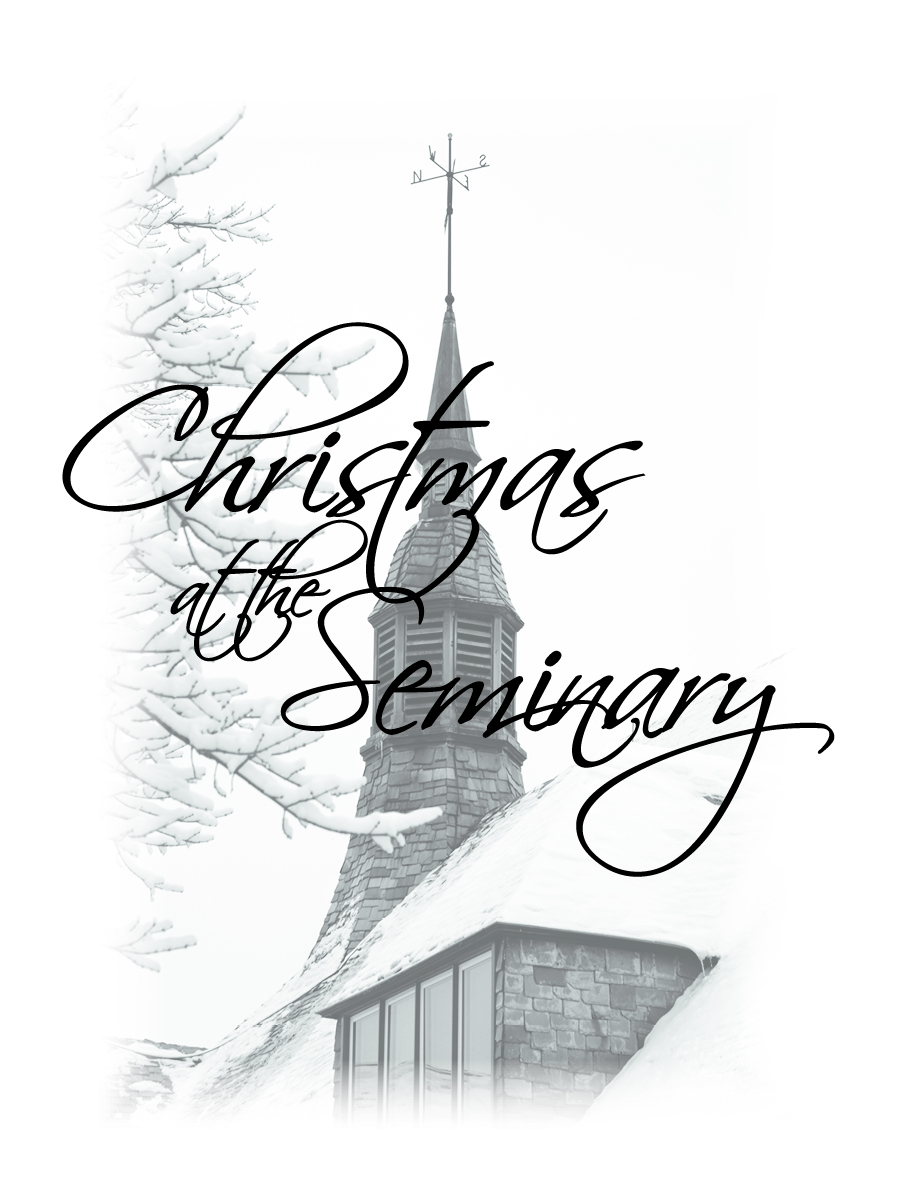 N S
Christmas
at the
Seminary